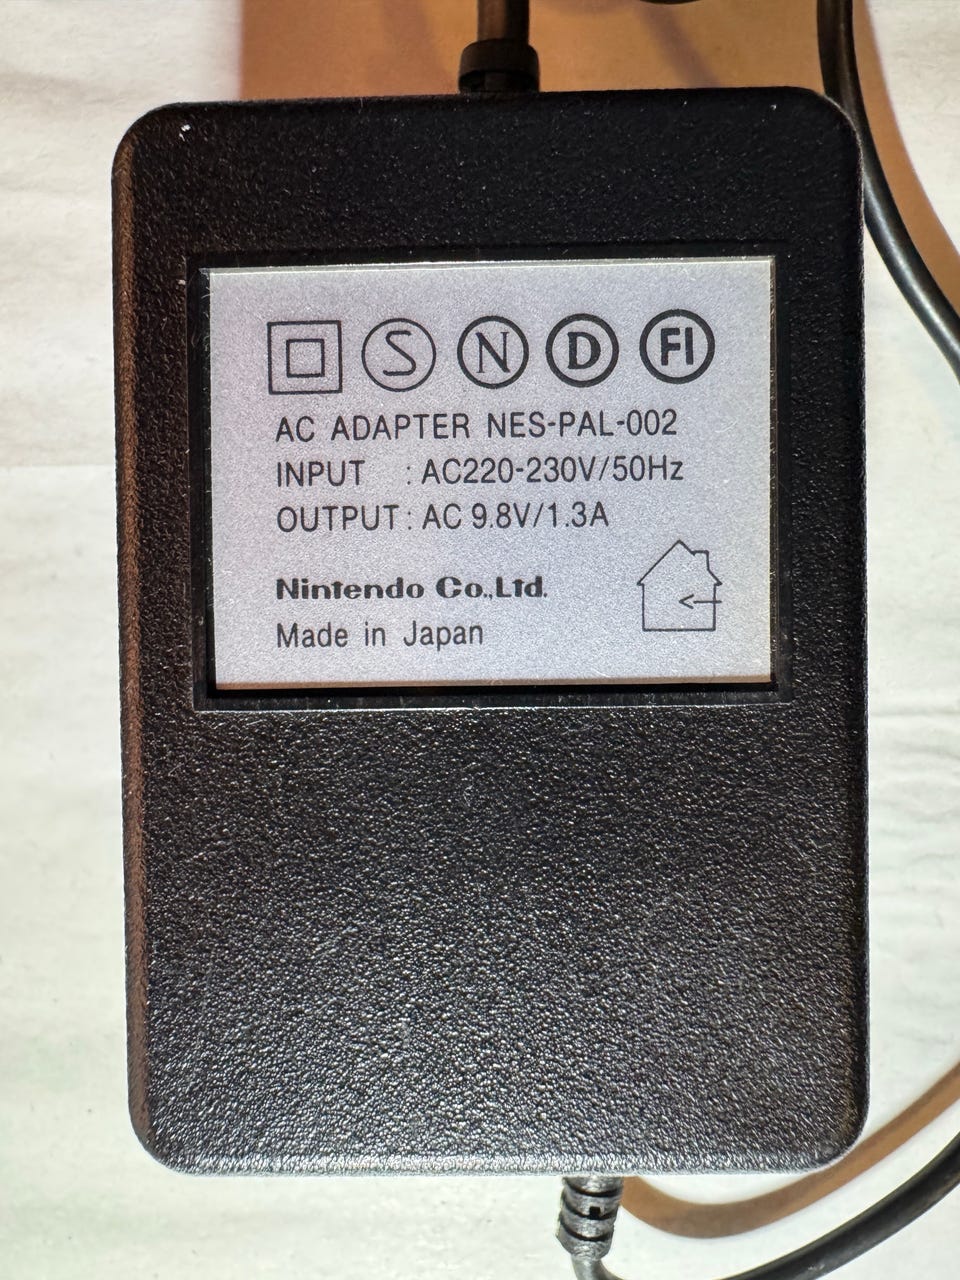 S N D FI
AC ADAPTER NES-PAL-002
INPUT : AC220-230V/50Hz
OUTPUT : AC 9.8V/1.3A
Nintendo Co.,Ltd.
Made in Japan